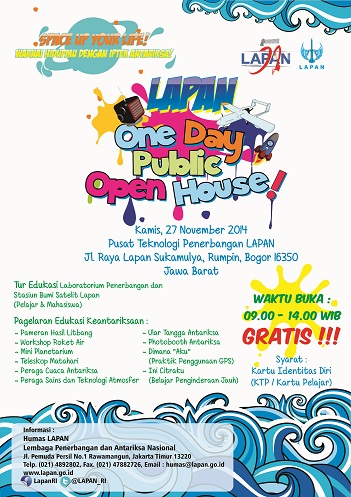 SPACE UP YOUR LIFE!
WARNAI HIDUPMU DENGAN IPTEK ANTARIKSA!
LAPAN
LAPAN
LAPAN
One Day
Public
Open House!
Kamis, 27 November 2014
Pusat Teknologi Penerbangan LAPAN
Jl. Raya Lapan Sukamulya, Rumpin, Bogor 16350
Jawa Barat
Tur Edukasi Laboratorium Penerbangan dan
Stasiun Bumi Satelit Lapan
(Pelajar & Mahasiswa)
Pagelaran Edukasi Keantariksaan :
- Pameran Hasil Litbang
- Workshop Roket Air
- Mini Planetarium
- Teleskop Matahari
- Peraga Cuaca Antariksa
- Peraga Sains dan Teknologi Atmosfer
- Ular Tangga Antariksa
- Photobooth Antariksa
- Dimana "Aku"
(Praktik Penggunaan GPS)
- Ini Citraku
(Belajar Penginderaan Jauh)
WAKTU BUKA :
09.00 - 14.00 WIB
GRATIS !!!
Syarat :
Kartu Identitas Diri
(KTP / Kartu Pelajar)
Informasi :
Humas LAPAN
Lembaga Penerbangan dan Antariksa Nasional
Jl. Pemuda Persil No.1 Rawamangun, Jakarta Timur 13220
Telp. (021) 4892802, Fax. (021) 47882726, Email : humas@lapan.go.id
www.lapan.go.id
LapanRI @LAPAN_RI